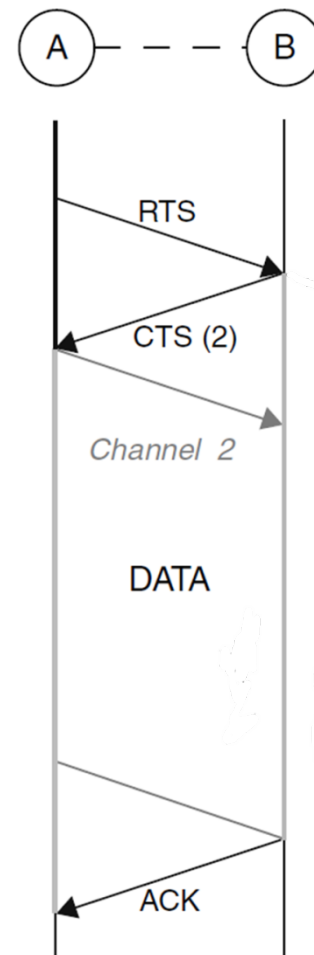 A
B
RTS
CTS (2)
Channel 2
DATA
ACK